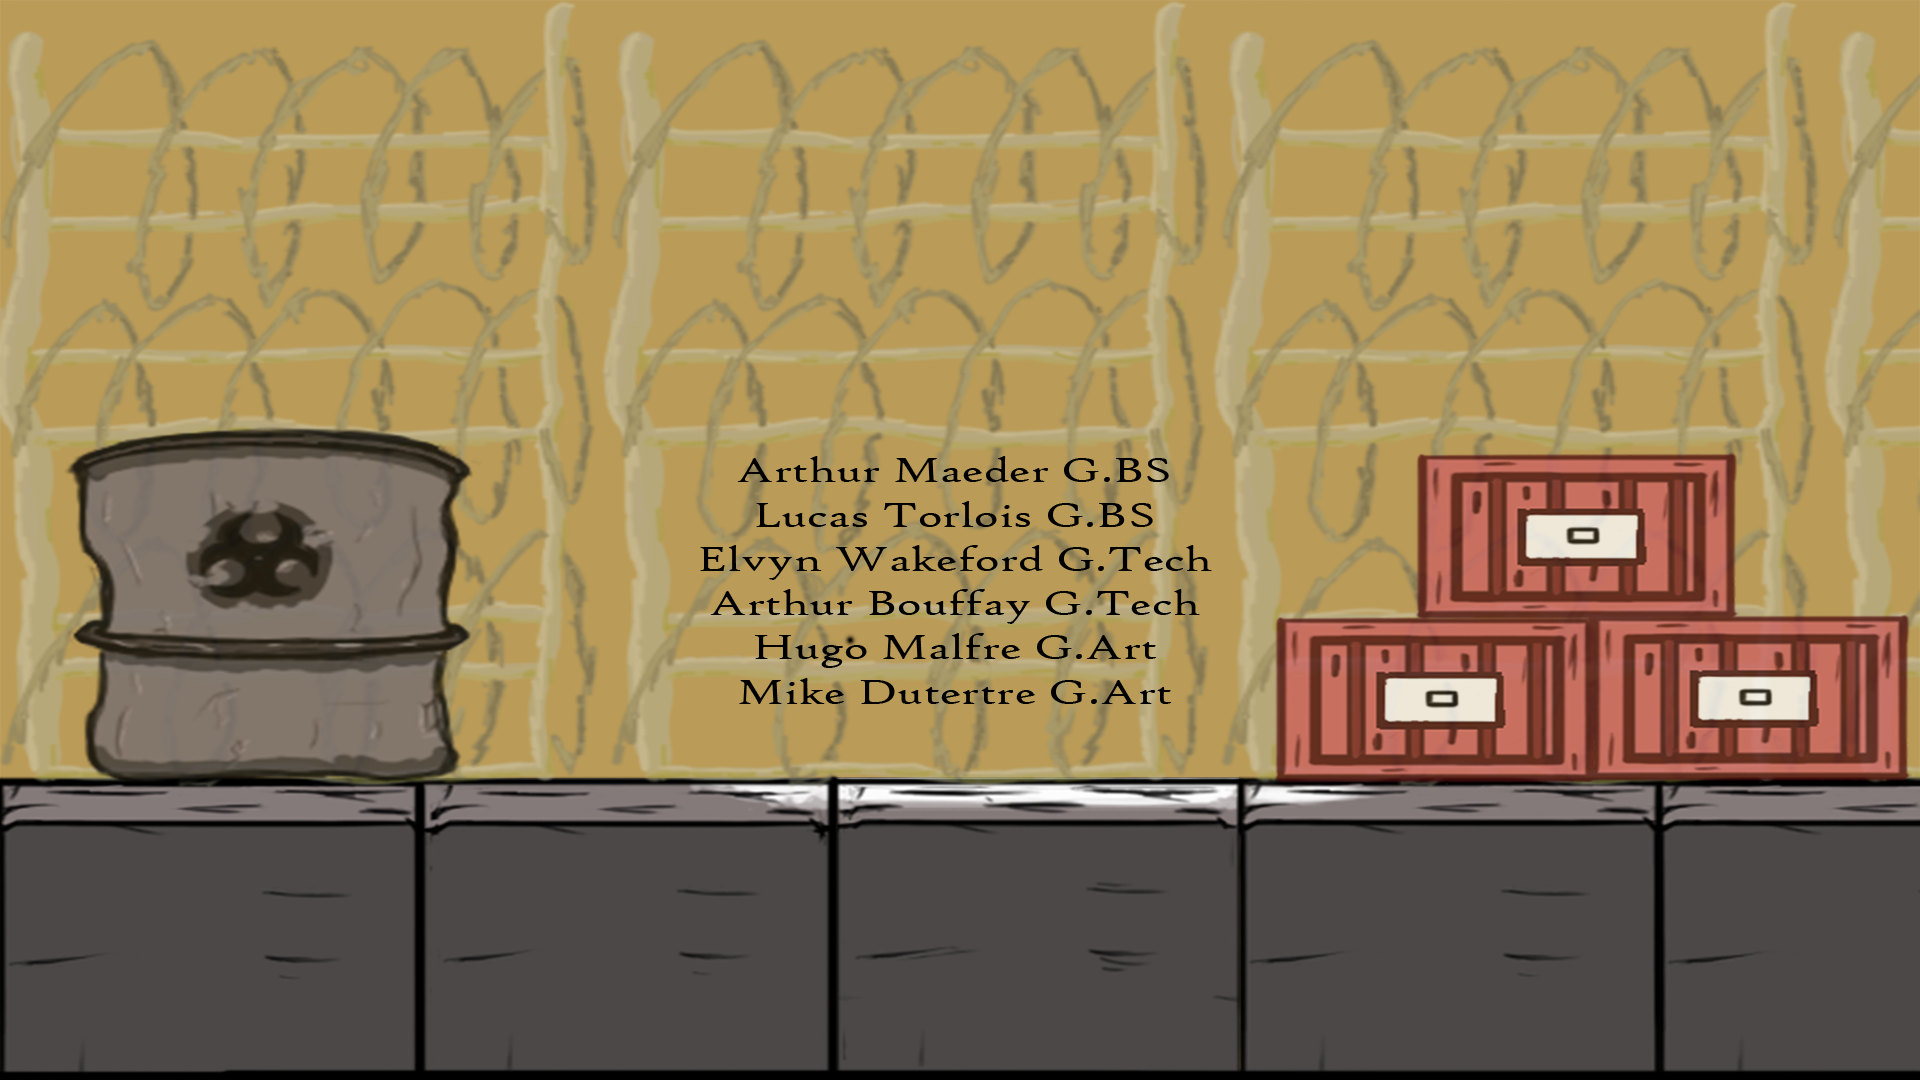 Arthur Maeder G.BS
Lucas Torlois G.BS
Elvyn Wakeford G.Tech
Arthur Bouffay G.Tech
Hugo Malfre G.Art
Mike Dutertre G.Art